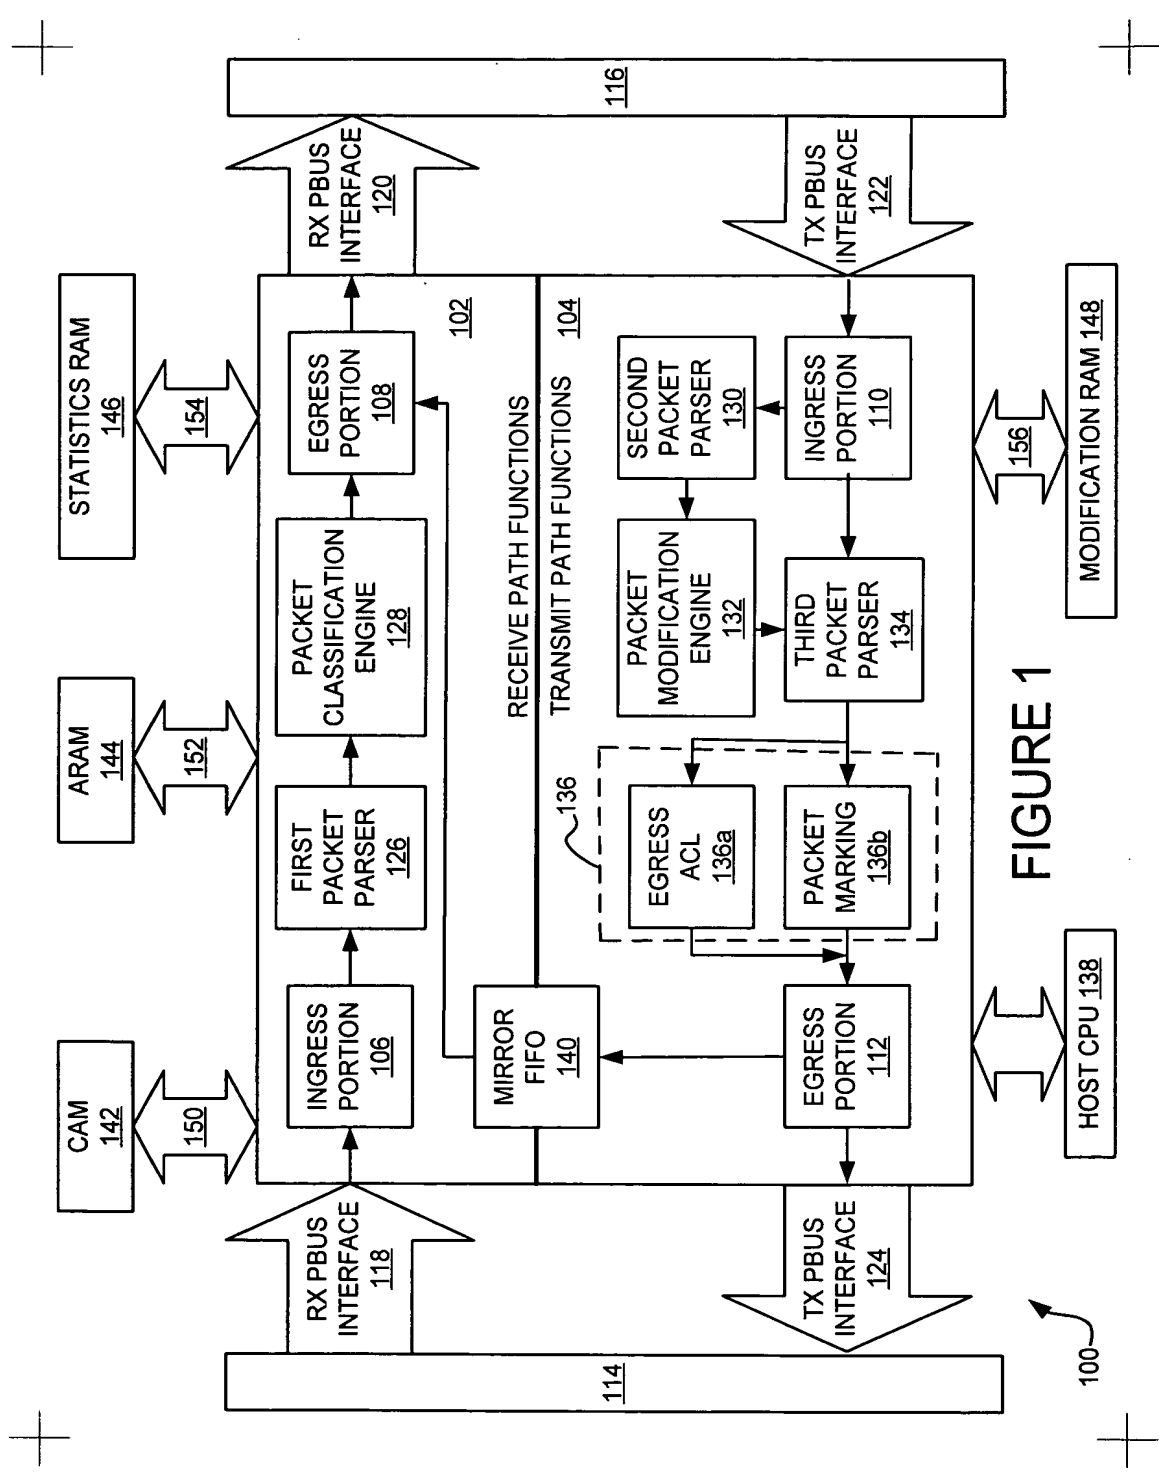 CAM
142
ARAM
144
STATISTICS RAM
146
150
152
154
RX PBUS
INTERFACE
118
INGRESS
PORTION
106
FIRST
PACKET
PARSER
126
PACKET
CLASSIFICATION
ENGINE
128
EGRESS
PORTION
108
RX PBUS
INTERFACE
120
102
RECEIVE PATH FUNCTIONS
TRANSMIT PATH FUNCTIONS
104
MIRROR
FIFO
140
114
116
136
EGRESS
ACL
136a
PACKET
MODIFICATION
ENGINE
132
SECOND
PACKET
PARSER
130
TX PBUS
INTERFACE
124
EGRESS
PORTION
112
PACKET
MARKING
136b
THIRD
PACKET
PARSER
134
INGRESS
PORTION
110
TX PBUS
INTERFACE
122
156
HOST CPU 138
MODIFICATION RAM 148
100
FIGURE 1